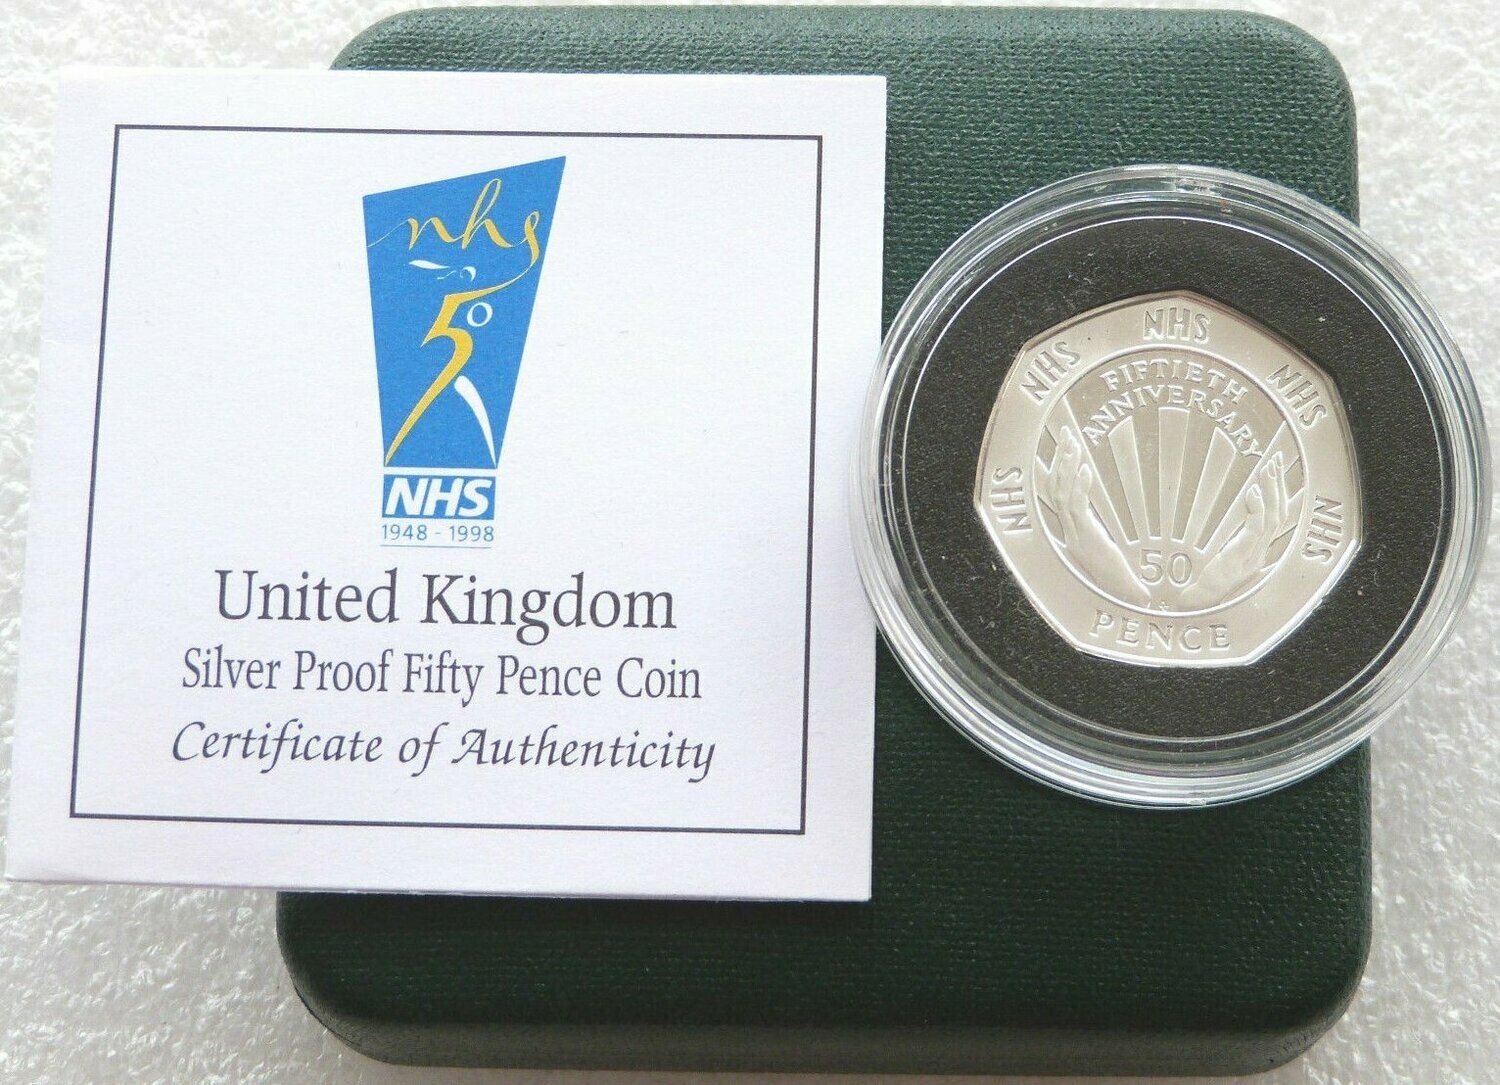 nhs
50
NHS
1948 - 1998
United Kingdom
Silver Proof Fifty Pence Coin
Certificate of Authenticity
NHS
NHS
NHS
NHS
NHS
FIFTIETH
ANNIVERSARY
50
PENCE